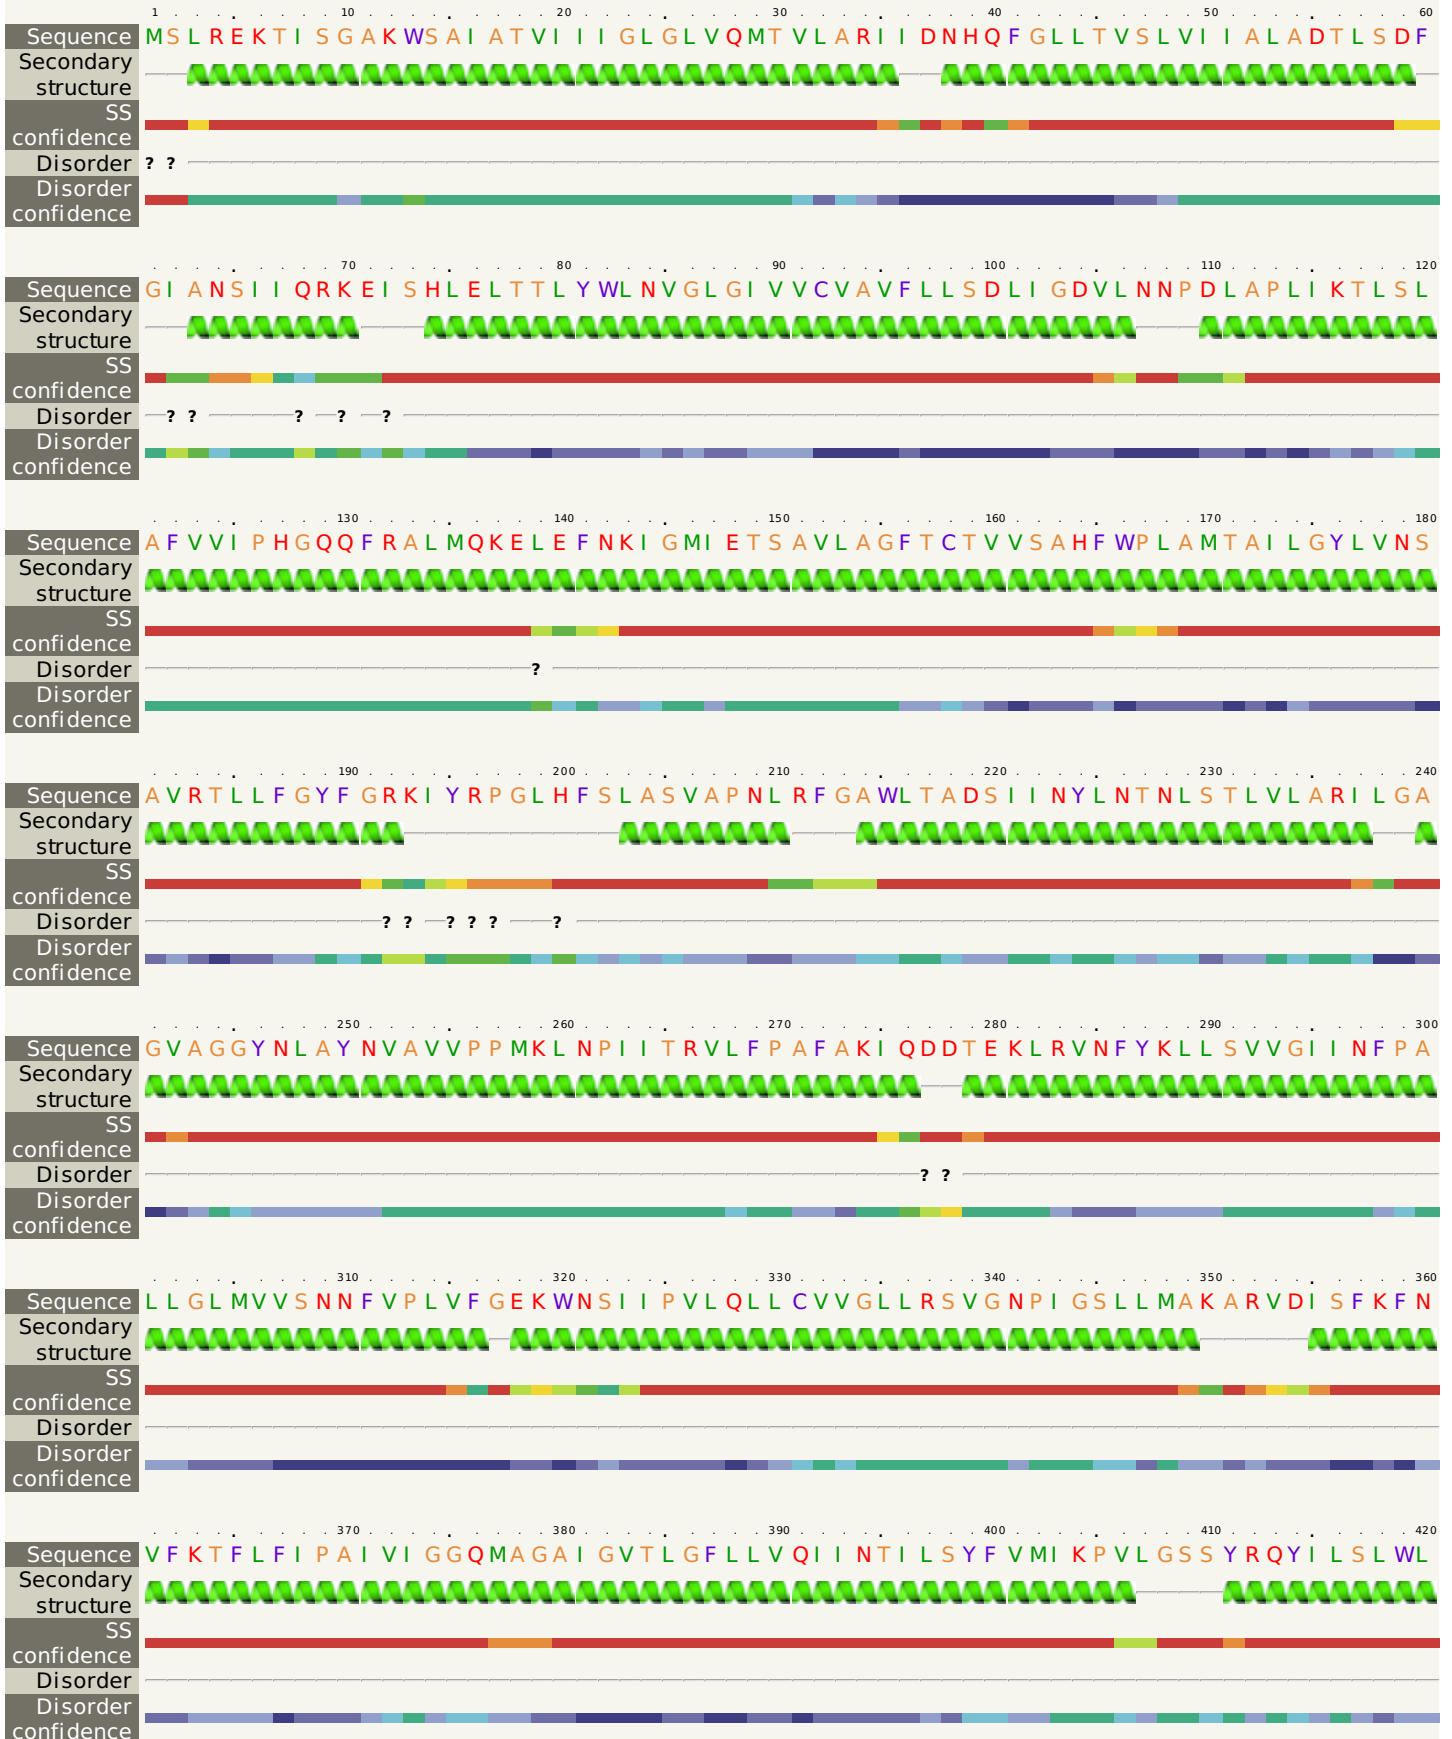 1 10 20 30 40 50 60
Sequence MSLREKTISGAKWSAIATVIIIGLGLVQMTVLARIIDNHQFGLLTVSLVIIALADTLSDF
Secondary
structure
SS
confidence
Disorder ? ?
Disorder
confidence
70 80 90 100 110 120
Sequence GIANSIIQRKEISHLELTTLYWLNVGLGIVVCVAVFLLSDLIGDVLNNPDLAPLIKTLSL
Secondary
structure
SS
confidence
Disorder ? ? ? ? ?
Disorder
confidence
130 140 150 160 170 180
Sequence AFVVIPHGQQFRALMQKELEFNKIGMIETSAVLAGFTCTVVSAHFWPLAMTAILGYLVNS
Secondary
structure
SS
confidence
Disorder ?
Disorder
confidence
190 200 210 220 230 240
Sequence AVRTLLFGYFGRKIYRPGLHFSLASVAPNLRFGAWLTADSIINYLNTNLSTLVLARILGA
Secondary
structure
SS
confidence
Disorder ? ? ? ? ? ?
Disorder
confidence
250 260 270 280 290 300
Sequence GVAGGYNLAYNVAVVPPMKLNPIITRVLFPAFAKIQDDTEKLRVNFYKLLSVVGIINFPA
Secondary
structure
SS
confidence
Disorder ? ?
Disorder
confidence
310 320 330 340 350 360
Sequence LLGLMVVSNNFVPLVFGEKWNSIIPVLQLLCVVGLLRSVGNPIGSLLMAKARVDISFKFN
Secondary
structure
SS
confidence
Disorder
Disorder
confidence
370 380 390 400 410 420
Sequence VFKTFLFIPAIVIGGQMAGAIGVTLGFLLVQIINTILSYFVMIKPVLGSSYRQYILSLWL
Secondary
structure
SS
confidence
Disorder
Disorder
confidence